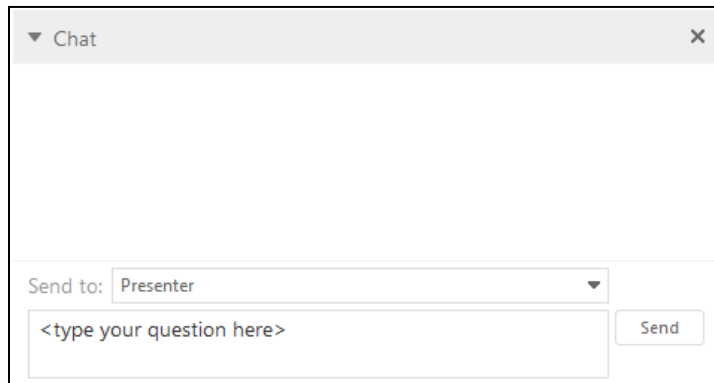 Chat
Send to: Presenter
<type your question here>
Send